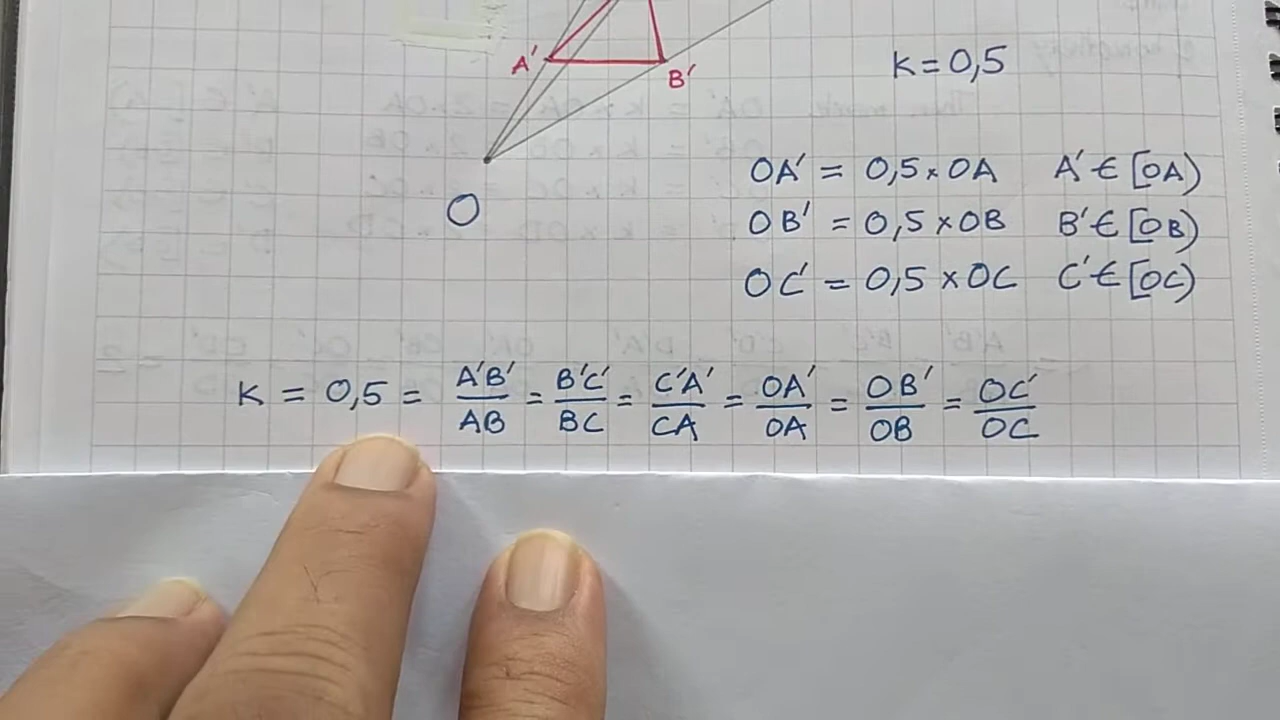 A' B'
K = 0,5
OA' = 0,5 × OA A' ∈ [OA)
O
OB' = 0,5 × OB B' ∈ [OB)
OC' = 0,5 × OC C' ∈ [OC)
K = 0,5 = A'B'/AB = B'C'/BC = C'A'/CA = OA'/OA = OB'/OB = OC'/OC